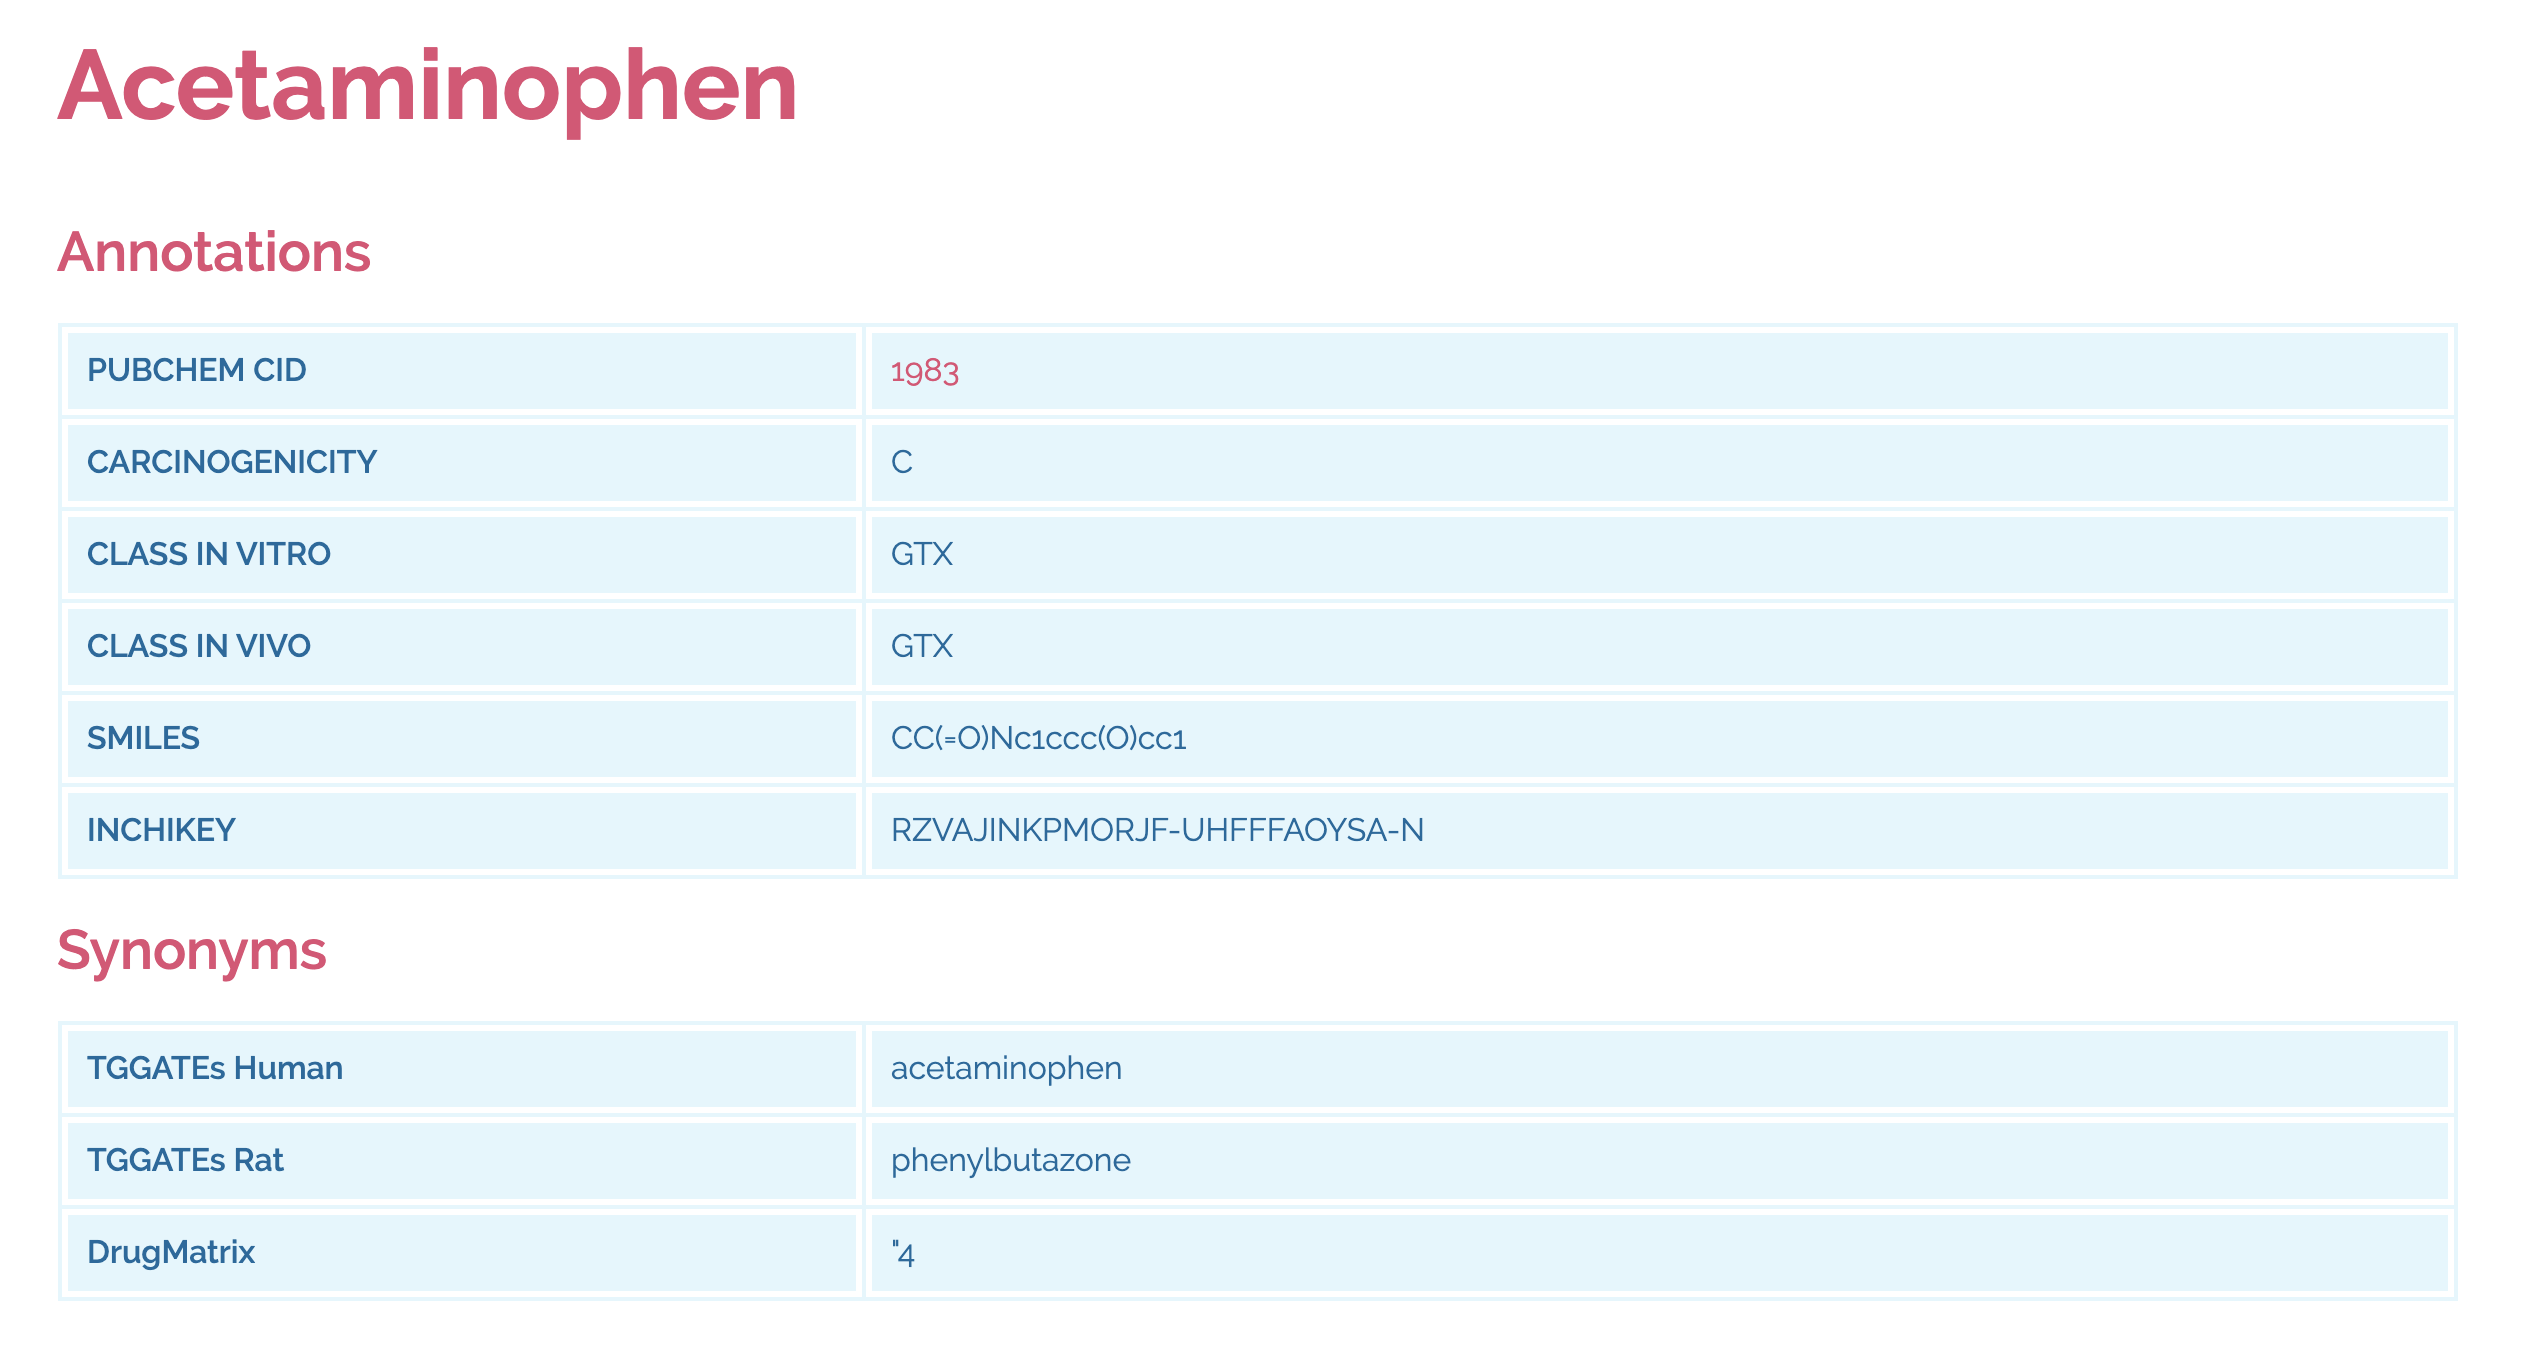 Acetaminophen
Annotations
PUBCHEM CID 1983
CARCINOGENICITY C
CLASS IN VITRO GTX
CLASS IN VIVO GTX
SMILES CC(=O)Nc1ccc(O)cc1
INCHIKEY RZVAJINKPMORJF-UHFFFAOYSA-N
Synonyms
TGGATEs Human acetaminophen
TGGATEs Rat phenylbutazone
DrugMatrix "4